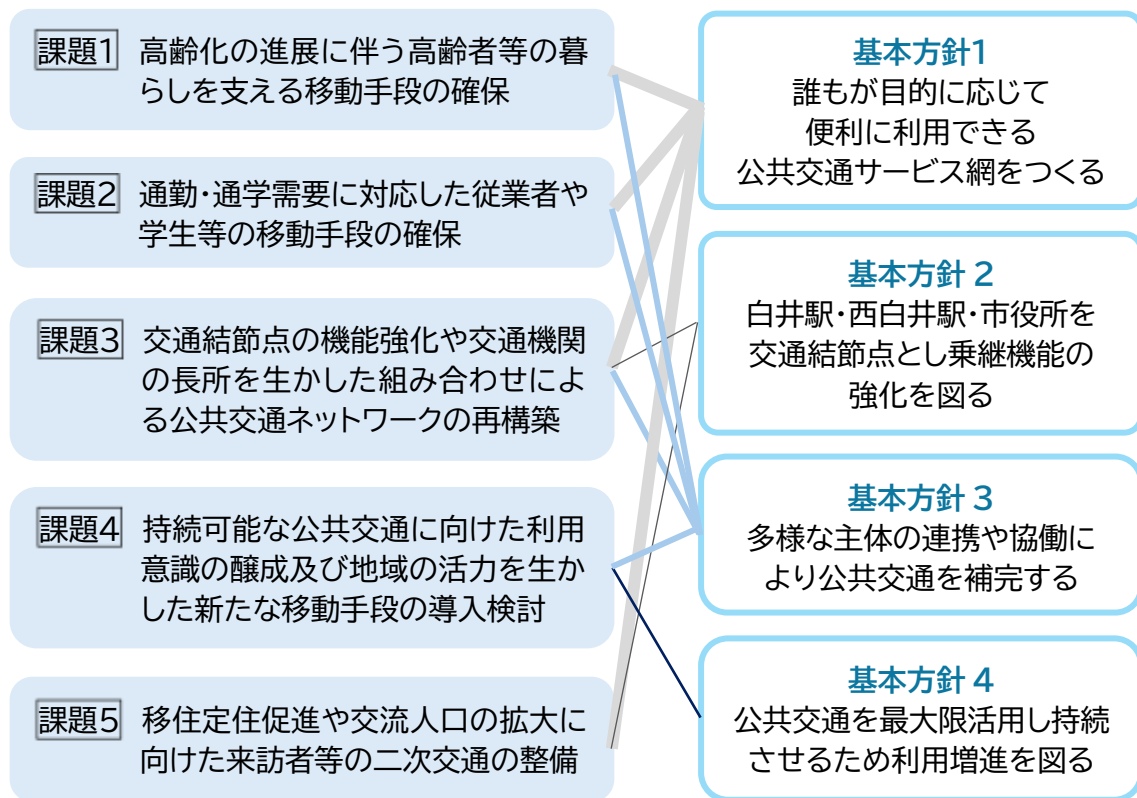 課題1 高齢化の進展に伴う高齢者等の暮
らしを支える移動手段の確保
課題2 通勤・通学需要に対応した従業者や
学生等の移動手段の確保
課題3 交通結節点の機能強化や交通機関
の長所を生かした組み合わせによ
る公共交通ネットワークの再構築
課題4 持続可能な公共交通に向けた利用
意識の醸成及び地域の活力を生か
した新たな移動手段の導入検討
課題5 移住定住促進や交流人口の拡大に
向けた来訪者等の二次交通の整備
基本方針1
誰もが目的に応じて
便利に利用できる
公共交通サービス網をつくる
基本方針 2
白井駅・西白井駅・市役所を
交通結節点とし乗継機能の
強化を図る
基本方針 3
多様な主体の連携や協働に
より公共交通を補完する
基本方針 4
公共交通を最大限活用し持続
させるため利用増進を図る